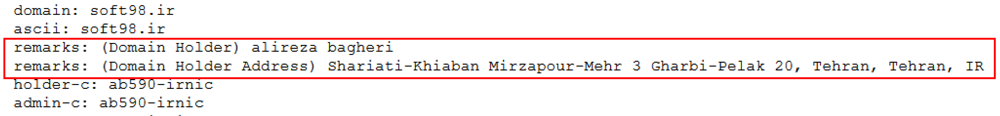 domain: soft98.ir
ascii: soft98.ir
remarks: (Domain Holder) alireza bagheri
remarks: (Domain Holder Address) Shariati-Khiaban Mirzapour-Mehr 3 Gharbi-Pelak 20, Tehran, Tehran, IR
holder-c: ab590-irnic
admin-c: ab590-irnic